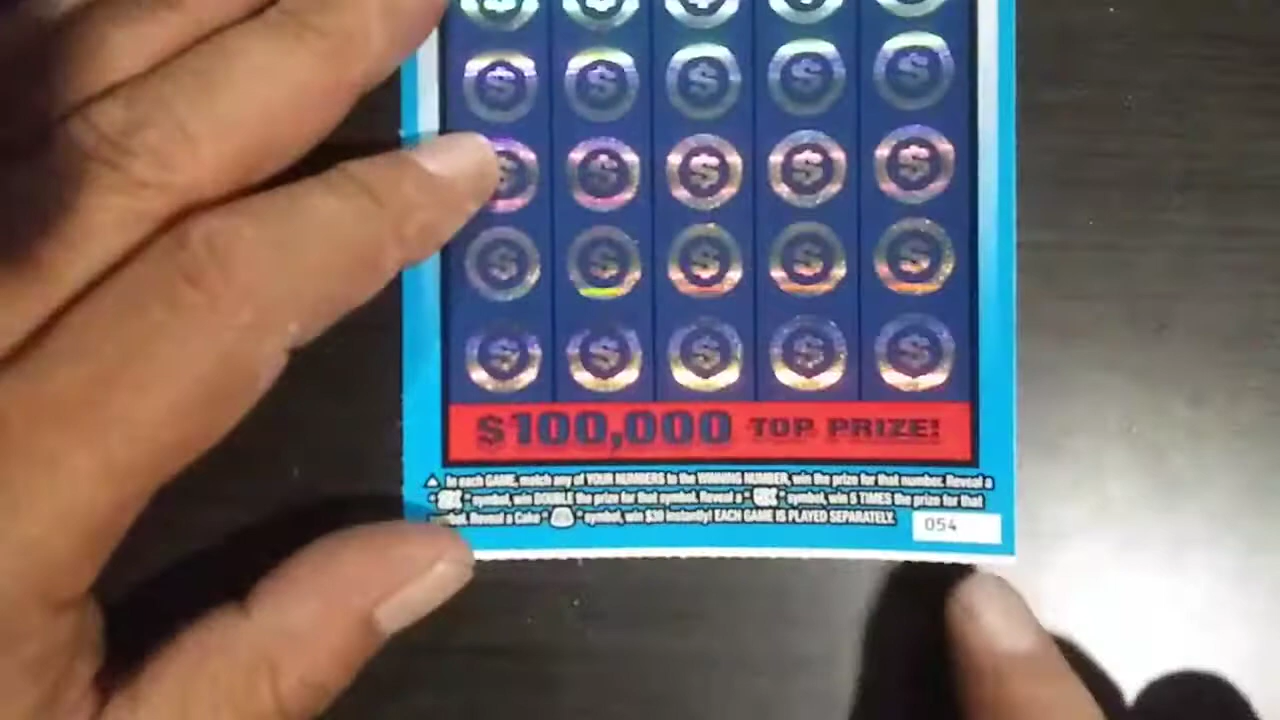 $100,000 TOP PRIZE!
In each GAME, match any of YOUR NUMBERS to the WINNING NUMBER, win the prize for that number. Reveal a
" " symbol, win DOUBLE the prize for that symbol. Reveal a " " symbol, win 5 TIMES the prize for that
symbol. Reveal a Cake " " symbol, win $30 instantly! EACH GAME IS PLAYED SEPARATELY.
054